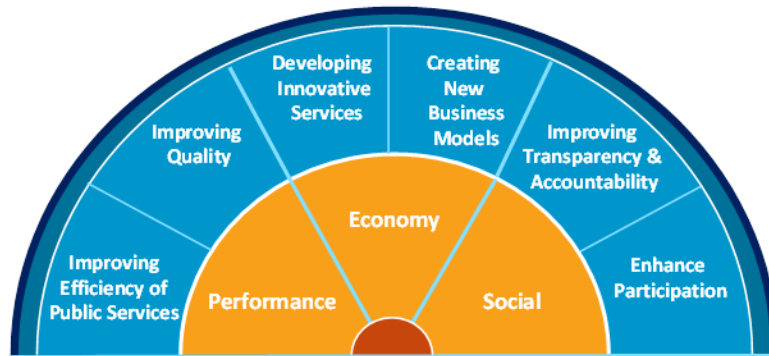 Improving
Efficiency of
Public Services
Improving
Quality
Developing
Innovative
Services
Creating
New
Business
Models
Improving
Transparency &
Accountability
Enhance
Participation
Performance
Economy
Social